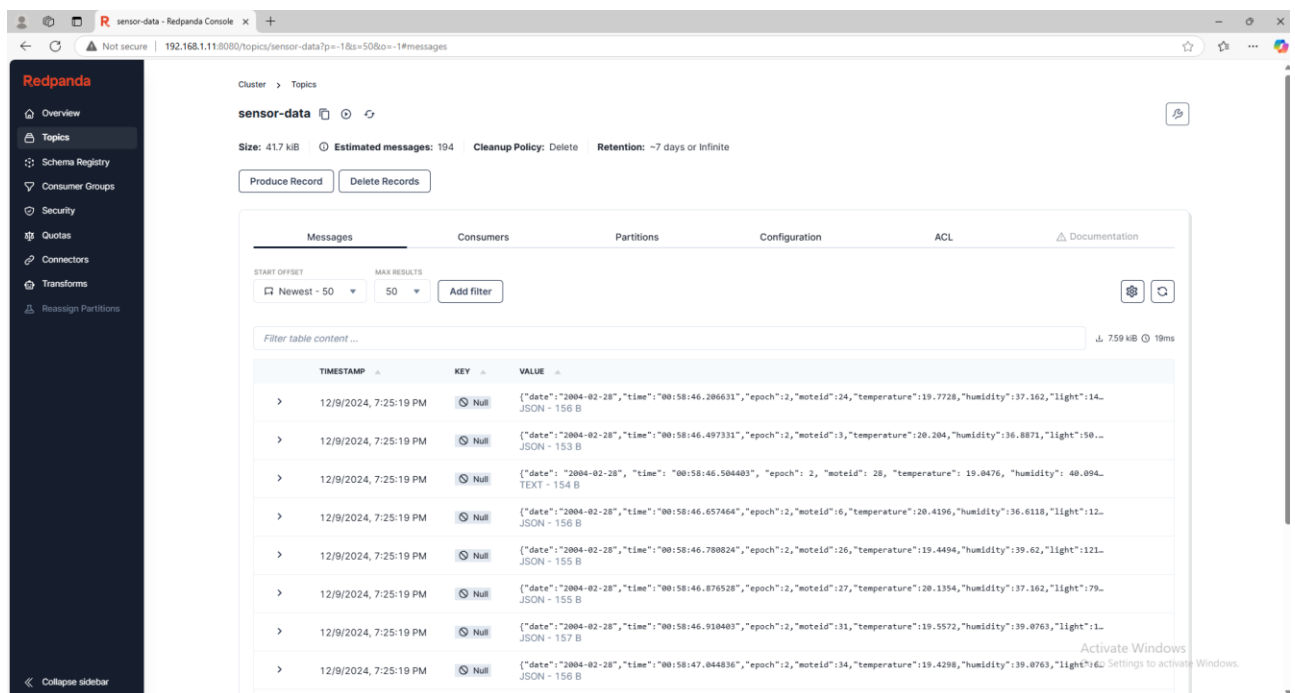 sensor-data - Redpanda Console
Not secure 192.168.1.11:8080/topics/sensor-data?p=-1&s=50&o=-1#messages
Redpanda
Overview
Topics
Schema Registry
Consumer Groups
Security
Quotas
Connectors
Transforms
Reassign Partitions
Collapse sidebar
Cluster > Topics
sensor-data
Size: 41.7 kiB Estimated messages: 194 Cleanup Policy: Delete Retention: ~7 days or Infinite
Produce Record Delete Records
Messages Consumers Partitions Configuration ACL Documentation
START OFFSET MAX RESULTS
Newest - 50 50 Add filter
Filter table content ... 7.59 kiB 19ms
TIMESTAMP KEY VALUE
12/9/2024, 7:25:19 PM Null {"date":"2004-02-28","time":"00:58:46.206631","epoch":2,"moteid":24,"temperature":19.7728,"humidity":37.162,"light":14…
JSON - 156 B
12/9/2024, 7:25:19 PM Null {"date":"2004-02-28","time":"00:58:46.497331","epoch":2,"moteid":3,"temperature":20.204,"humidity":36.8871,"light":50.…
JSON - 153 B
12/9/2024, 7:25:19 PM Null {"date": "2004-02-28", "time": "00:58:46.504403", "epoch": 2, "moteid": 28, "temperature": 19.0476, "humidity": 40.094…
TEXT - 154 B
12/9/2024, 7:25:19 PM Null {"date":"2004-02-28","time":"00:58:46.657464","epoch":2,"moteid":6,"temperature":20.4196,"humidity":36.6118,"light":12…
JSON - 156 B
12/9/2024, 7:25:19 PM Null {"date":"2004-02-28","time":"00:58:46.780824","epoch":2,"moteid":26,"temperature":19.4494,"humidity":39.62,"light":121…
JSON - 155 B
12/9/2024, 7:25:19 PM Null {"date":"2004-02-28","time":"00:58:46.876528","epoch":2,"moteid":27,"temperature":20.1354,"humidity":37.162,"light":79…
JSON - 155 B
12/9/2024, 7:25:19 PM Null {"date":"2004-02-28","time":"00:58:46.910403","epoch":2,"moteid":31,"temperature":19.5572,"humidity":39.0763,"light":1…
JSON - 157 B
12/9/2024, 7:25:19 PM Null {"date":"2004-02-28","time":"00:58:47.044836","epoch":2,"moteid":34,"temperature":19.4298,"humidity":39.0763,"light"
JSON - 156 B
Activate Windows
Settings to activate Windows.